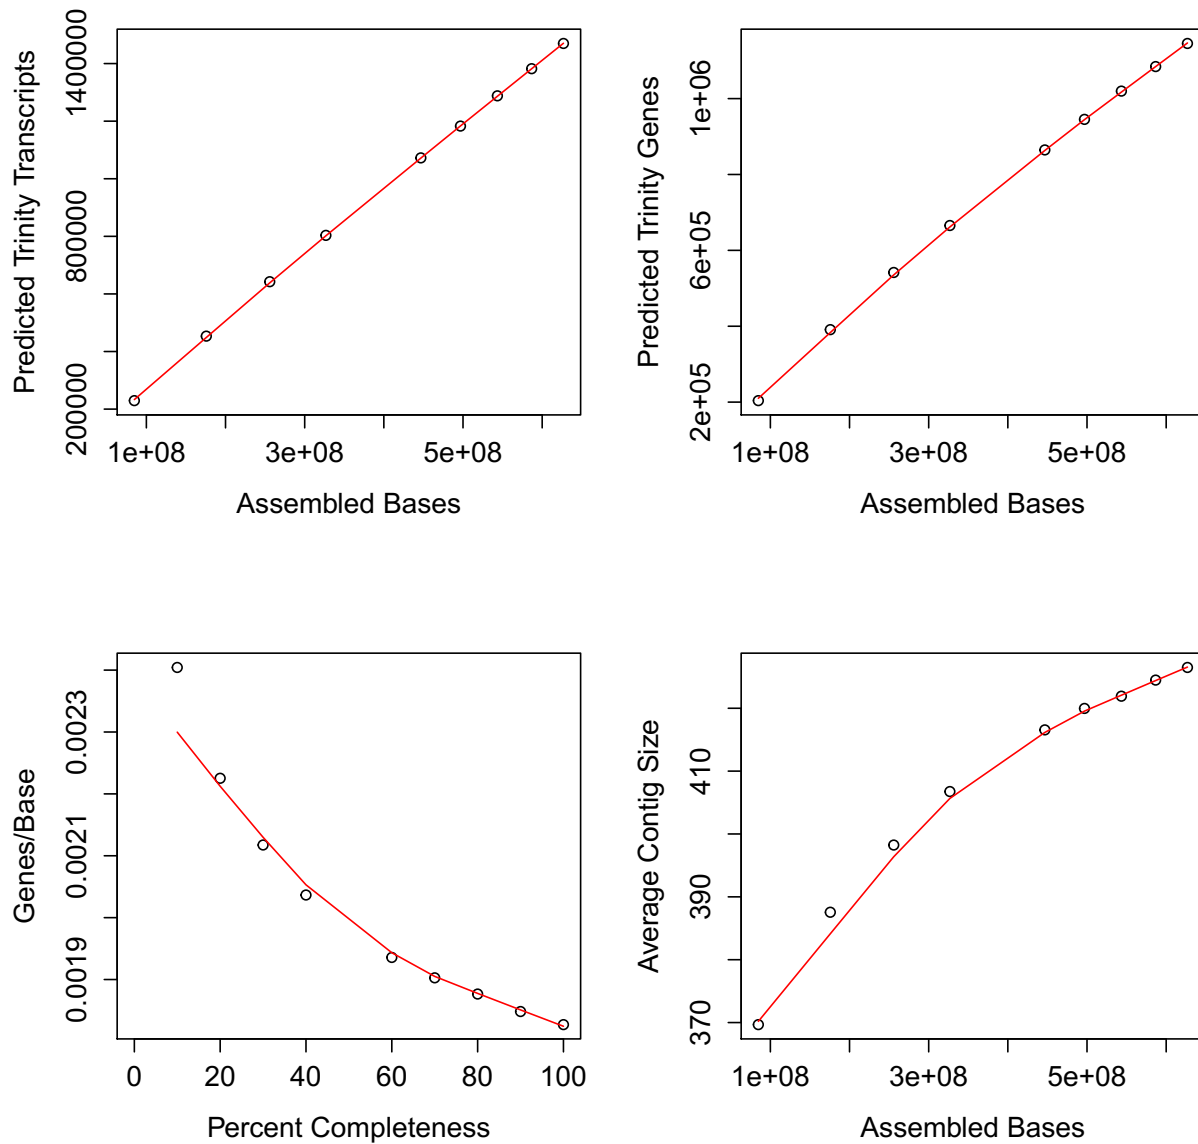 Predicted Trinity Transcripts
1400000
800000
200000
1e+08 3e+08 5e+08
Assembled Bases
Predicted Trinity Genes
1e+06
6e+05
2e+05
1e+08 3e+08 5e+08
Assembled Bases
Genes/Base
0.0023
0.0021
0.0019
0 20 40 60 80 100
Percent Completeness
Average Contig Size
410
390
370
1e+08 3e+08 5e+08
Assembled Bases